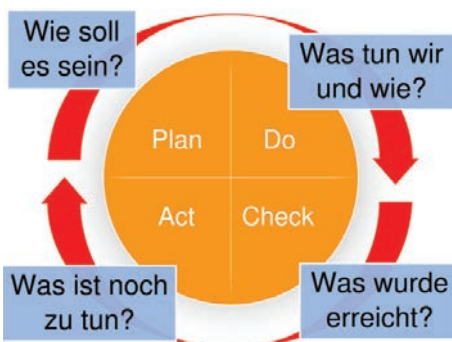 Wie soll
es sein?
Was tun wir
und wie?
Plan
Do
Act
Check
Was ist noch
zu tun?
Was wurde
erreicht?